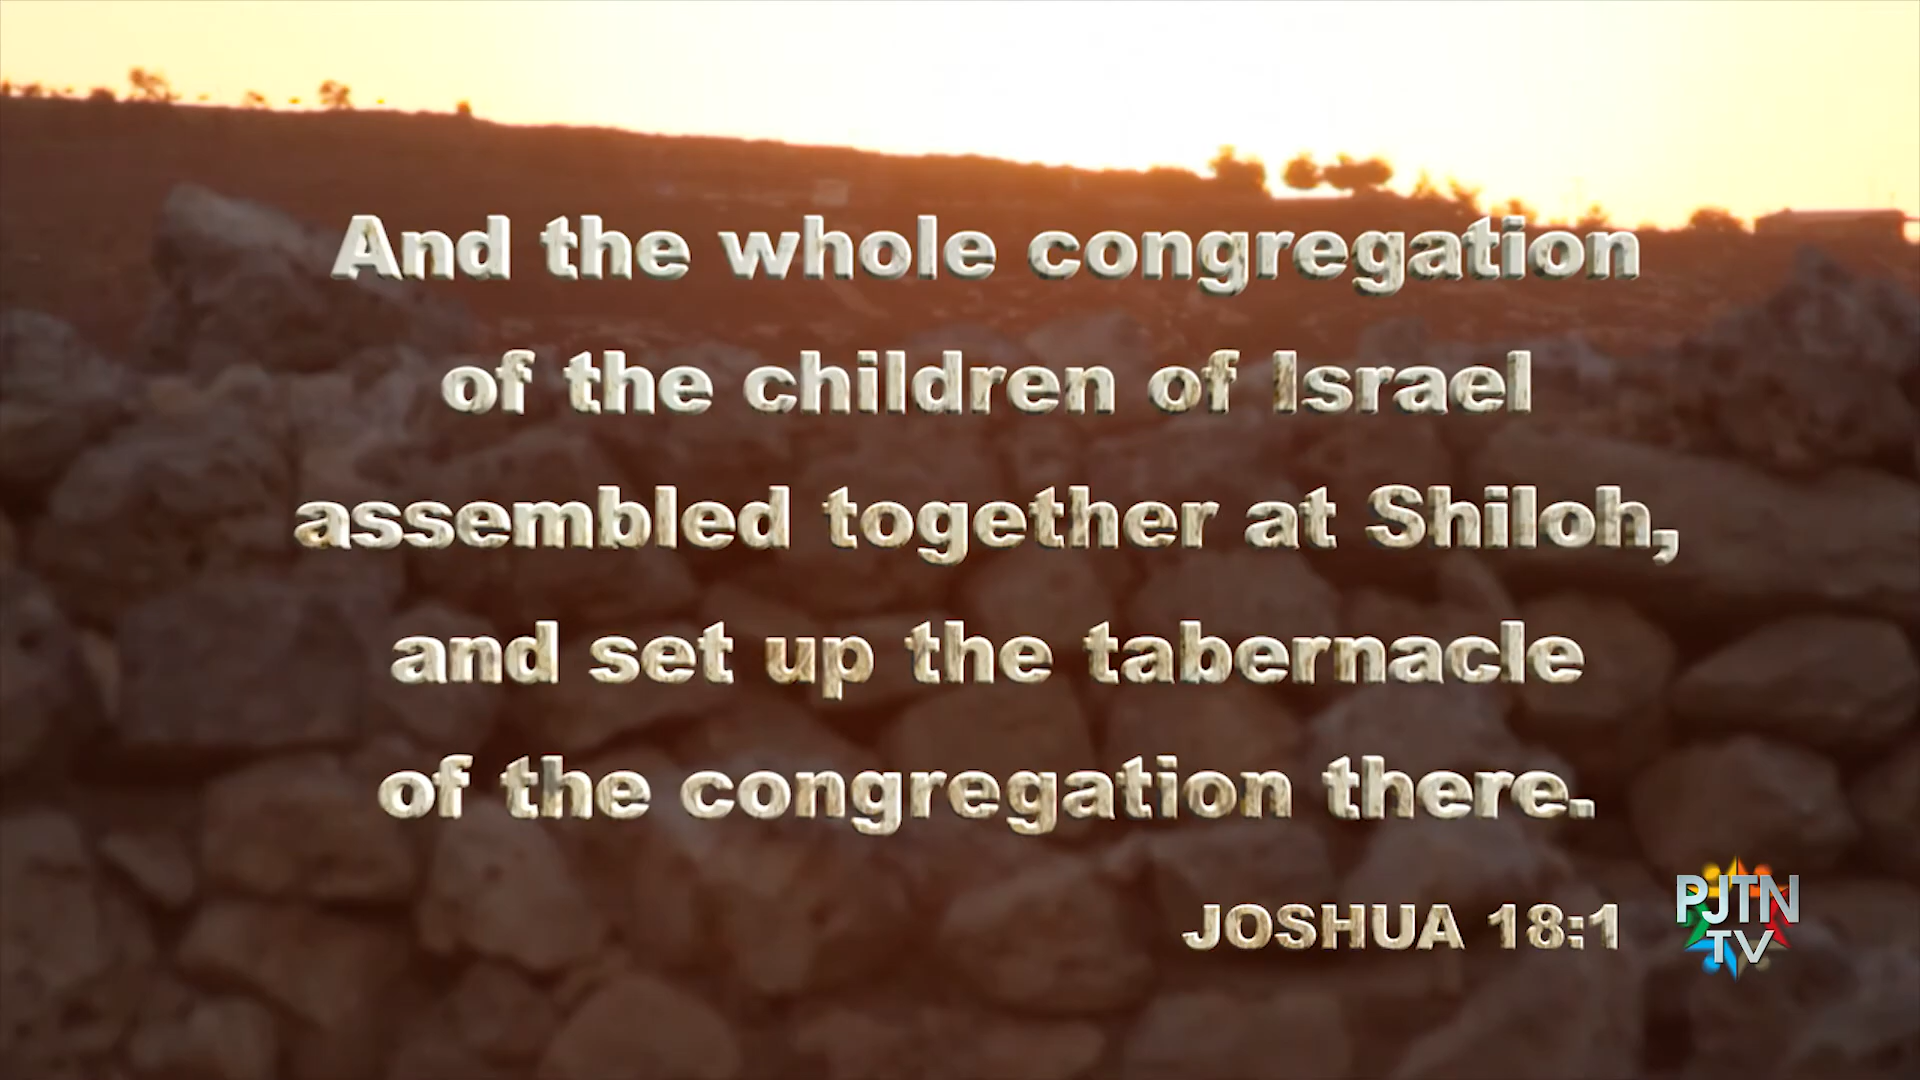 And the whole congregation
of the children of Israel
assembled together at Shiloh,
and set up the tabernacle
of the congregation there.
JOSHUA 18:1
PJTN
TV